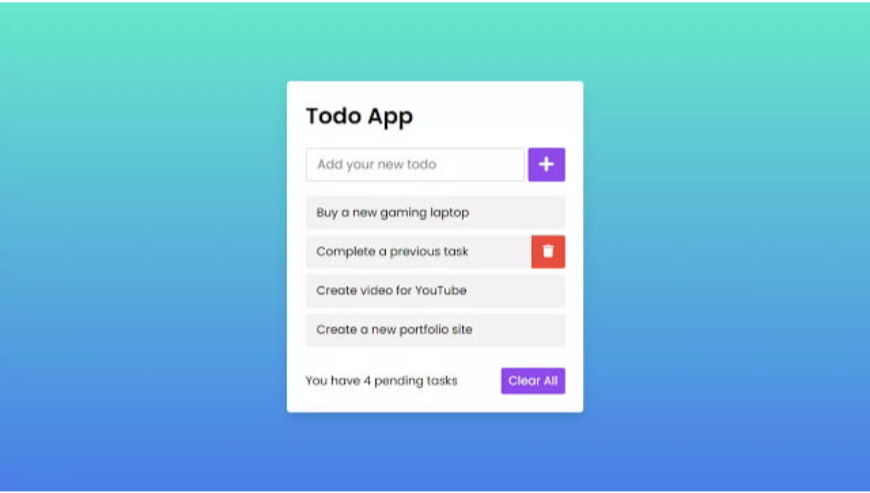 Todo App
Add your new todo
Buy a new gaming laptop
Complete a previous task
Create video for YouTube
Create a new portfolio site
You have 4 pending tasks
Clear All